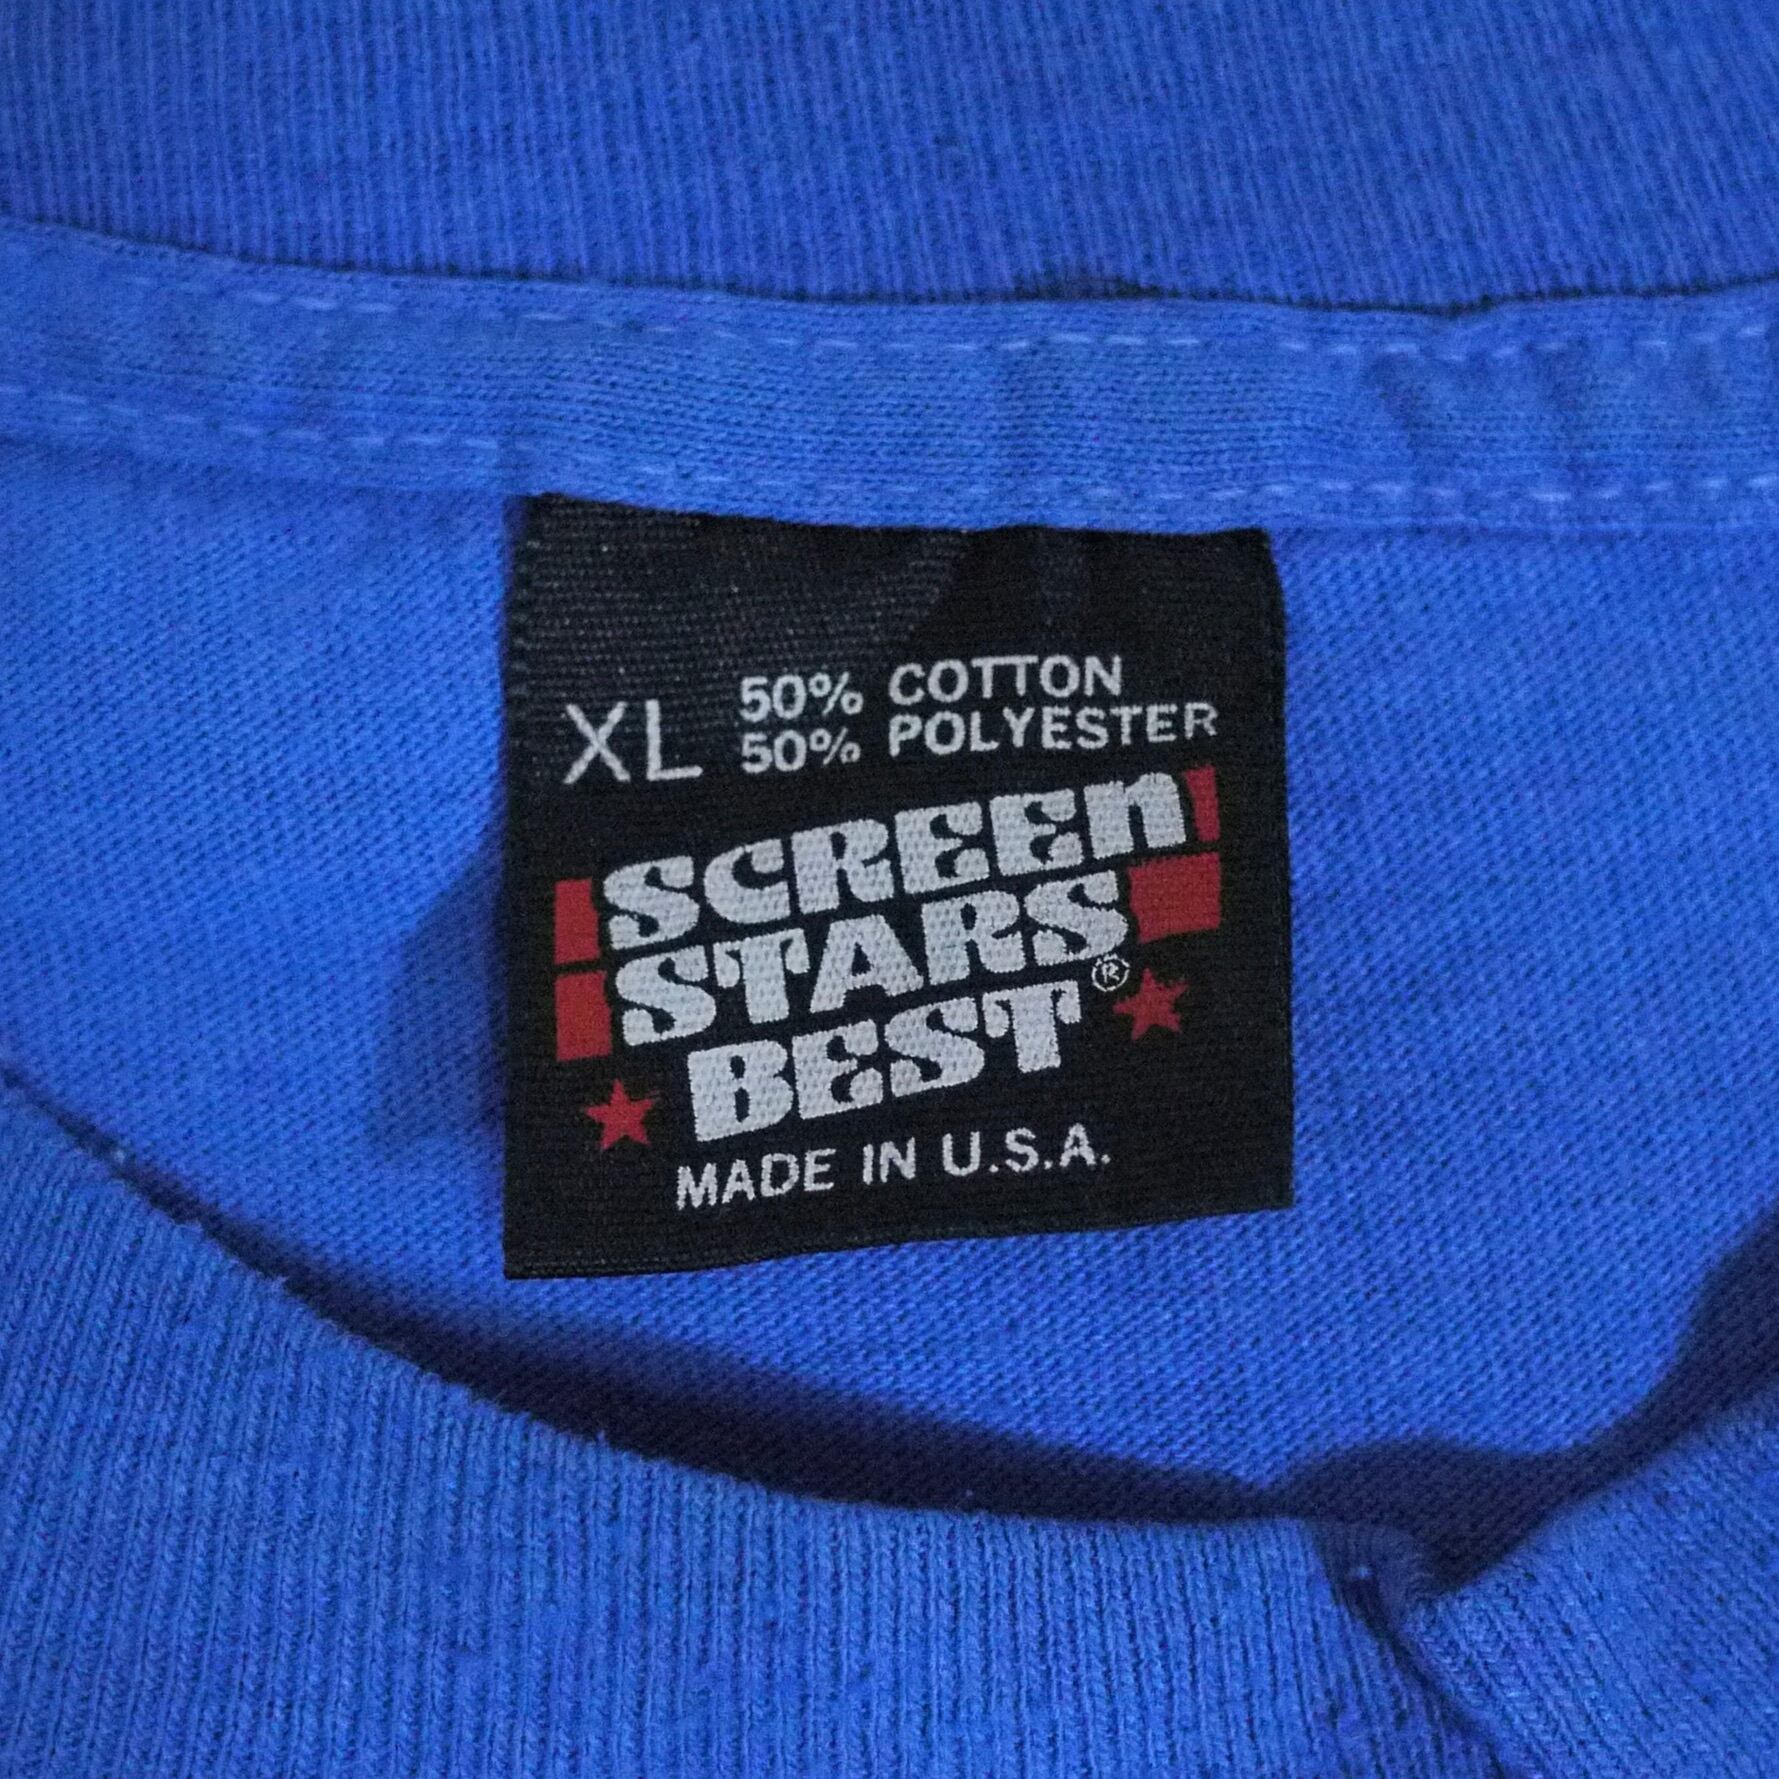 XL
50% COTTON
50% POLYESTER
SCREEn
STARS
BEST®
MADE IN U.S.A.